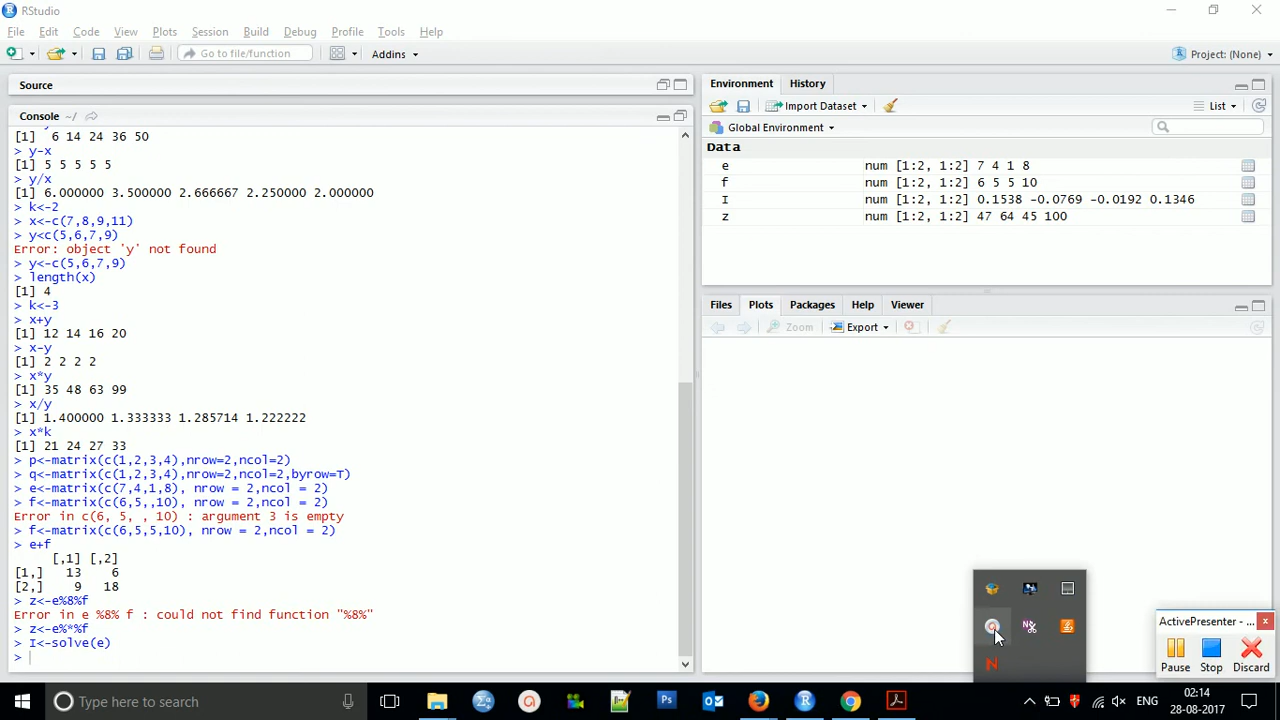 RStudio
File Edit Code View Plots Session Build Debug Profile Tools Help
Go to file/function Addins Project: (None)
Source
Console ~/
[1] 6 14 24 36 50
> y-x
[1] 5 5 5 5 5
> y/x
[1] 6.000000 3.500000 2.666667 2.250000 2.000000
> k<-2
> x<-c(7,8,9,11)
> y<c(5,6,7,9)
Error: object 'y' not found
> y<-c(5,6,7,9)
> length(x)
[1] 4
> k<-3
> x+y
[1] 12 14 16 20
> x-y
[1] 2 2 2 2
> x*y
[1] 35 48 63 99
> x/y
[1] 1.400000 1.333333 1.285714 1.222222
> x*k
[1] 21 24 27 33
> p<-matrix(c(1,2,3,4),nrow=2,ncol=2)
> q<-matrix(c(1,2,3,4),nrow=2,ncol=2,byrow=T)
> e<-matrix(c(7,4,1,8), nrow = 2,ncol = 2)
> f<-matrix(c(6,5,,10), nrow = 2,ncol = 2)
Error in c(6, 5, , 10) : argument 3 is empty
> f<-matrix(c(6,5,5,10), nrow = 2,ncol = 2)
> e+f
[,1] [,2]
[1,] 13 6
[2,] 9 18
> z<-e%8%f
Error in e %8% f : could not find function "%8%"
> z<-e%*%f
> I<-solve(e)
>
Environment History
Import Dataset List
Global Environment
Data
e num [1:2, 1:2] 7 4 1 8
f num [1:2, 1:2] 6 5 5 10
I num [1:2, 1:2] 0.1538 -0.0769 -0.0192 0.1346
z num [1:2, 1:2] 47 64 45 100
Files Plots Packages Help Viewer
Zoom Export
ActivePresenter - ...
Pause Stop Discard
Type here to search
Ps
ENG
02:14
28-08-2017